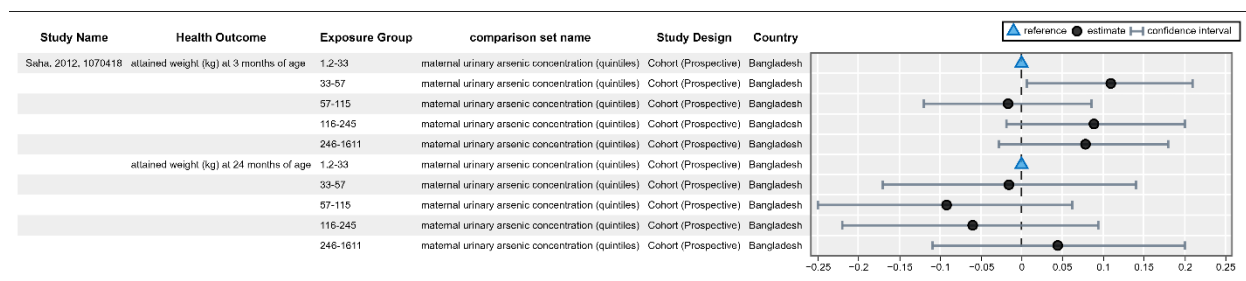 reference estimate confidence interval
Study Name Health Outcome Exposure Group comparison set name Study Design Country
Saha, 2012, 1070418 attained weight (kg) at 3 months of age 1.2-33 maternal urinary arsenic concentration (quintiles) Cohort (Prospective) Bangladesh
33-57 maternal urinary arsenic concentration (quintiles) Cohort (Prospective) Bangladesh
57-115 maternal urinary arsenic concentration (quintiles) Cohort (Prospective) Bangladesh
116-245 maternal urinary arsenic concentration (quintiles) Cohort (Prospective) Bangladesh
246-1611 maternal urinary arsenic concentration (quintiles) Cohort (Prospective) Bangladesh
attained weight (kg) at 24 months of age 1.2-33 maternal urinary arsenic concentration (quintiles) Cohort (Prospective) Bangladesh
33-57 maternal urinary arsenic concentration (quintiles) Cohort (Prospective) Bangladesh
57-115 maternal urinary arsenic concentration (quintiles) Cohort (Prospective) Bangladesh
116-245 maternal urinary arsenic concentration (quintiles) Cohort (Prospective) Bangladesh
246-1611 maternal urinary arsenic concentration (quintiles) Cohort (Prospective) Bangladesh
−0.25 −0.2 −0.15 −0.1 −0.05 0 0.05 0.1 0.15 0.2 0.25